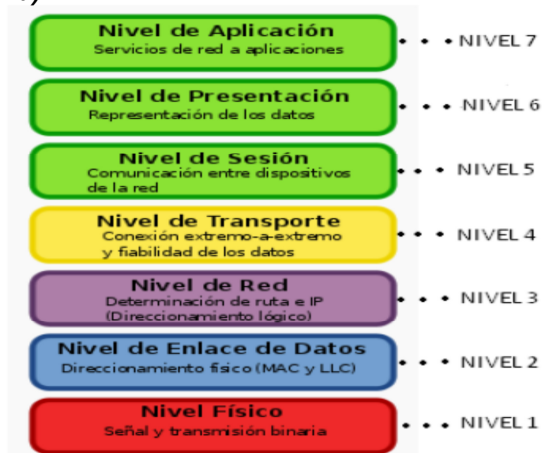 Nivel de Aplicación
Servicios de red a aplicaciones
• • • NIVEL 7
Nivel de Presentación
Representación de los datos
• • • NIVEL 6
Nivel de Sesión
Comunicación entre dispositivos
de la red
• • • NIVEL 5
Nivel de Transporte
Conexión extremo-a-extremo
y fiabilidad de los datos
• • • NIVEL 4
Nivel de Red
Determinación de ruta e IP
(Direccionamiento lógico)
• • • NIVEL 3
Nivel de Enlace de Datos
Direccionamiento físico (MAC y LLC)
• • • NIVEL 2
Nivel Físico
Señal y transmisión binaria
• • • NIVEL 1